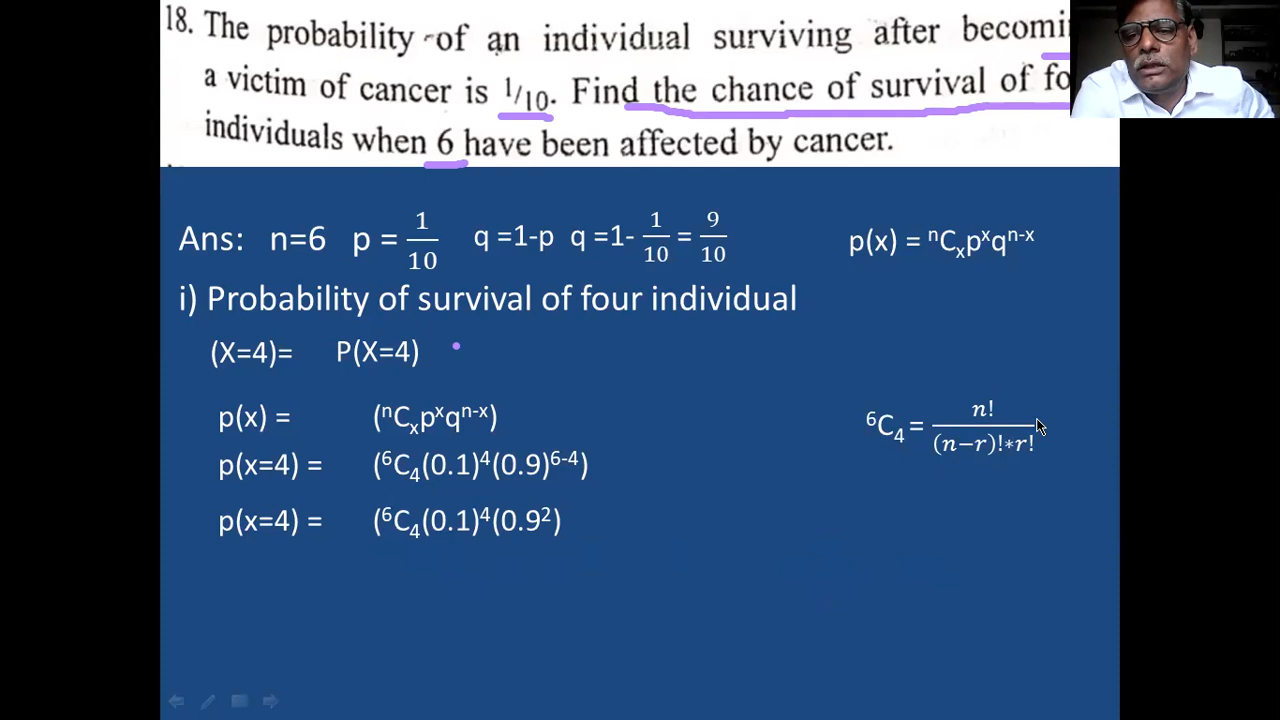 18. The probability of an individual surviving after
a victim of cancer is 1/10. Find the chance of survival of
individuals when 6 have been affected by cancer.
Ans: n=6 p = 1/10 q =1-p q =1- 1/10 = 9/10 p(x) = ⁿCₓpˣqⁿ⁻ˣ
i) Probability of survival of four individual
(X=4)= P(X=4)
p(x) = (ⁿCₓpˣqⁿ⁻ˣ) ⁶C₄ = n!/(n−r)!∗r!
p(x=4) = (⁶C₄(0.1)⁴(0.9)⁶⁻⁴)
p(x=4) = (⁶C₄(0.1)⁴(0.9²)